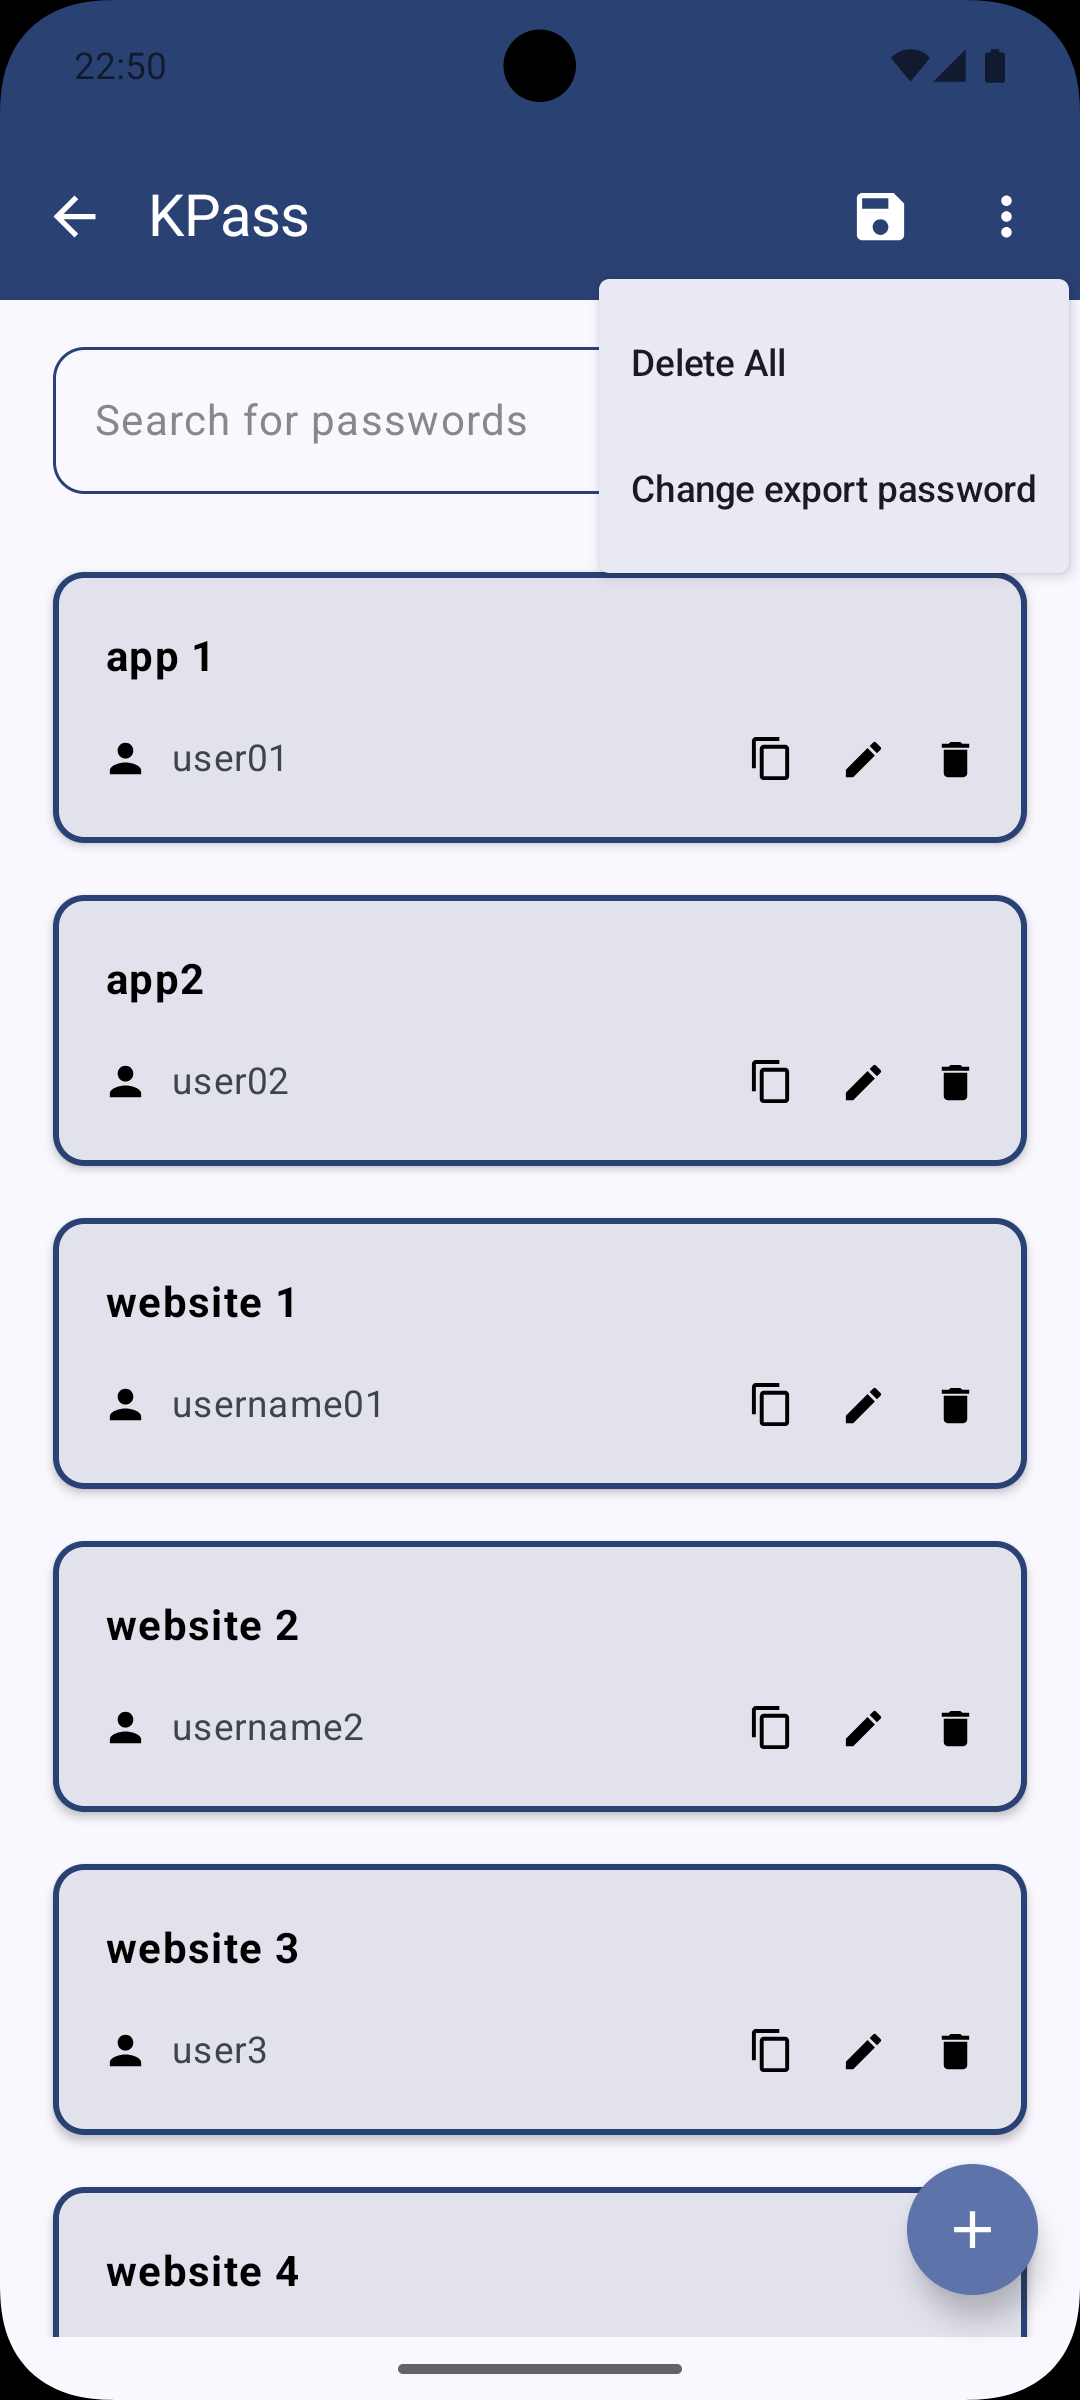 22:50
KPass
Delete All
Change export password
Search for passwords
app 1
user01
app2
user02
website 1
username01
website 2
username2
website 3
user3
website 4